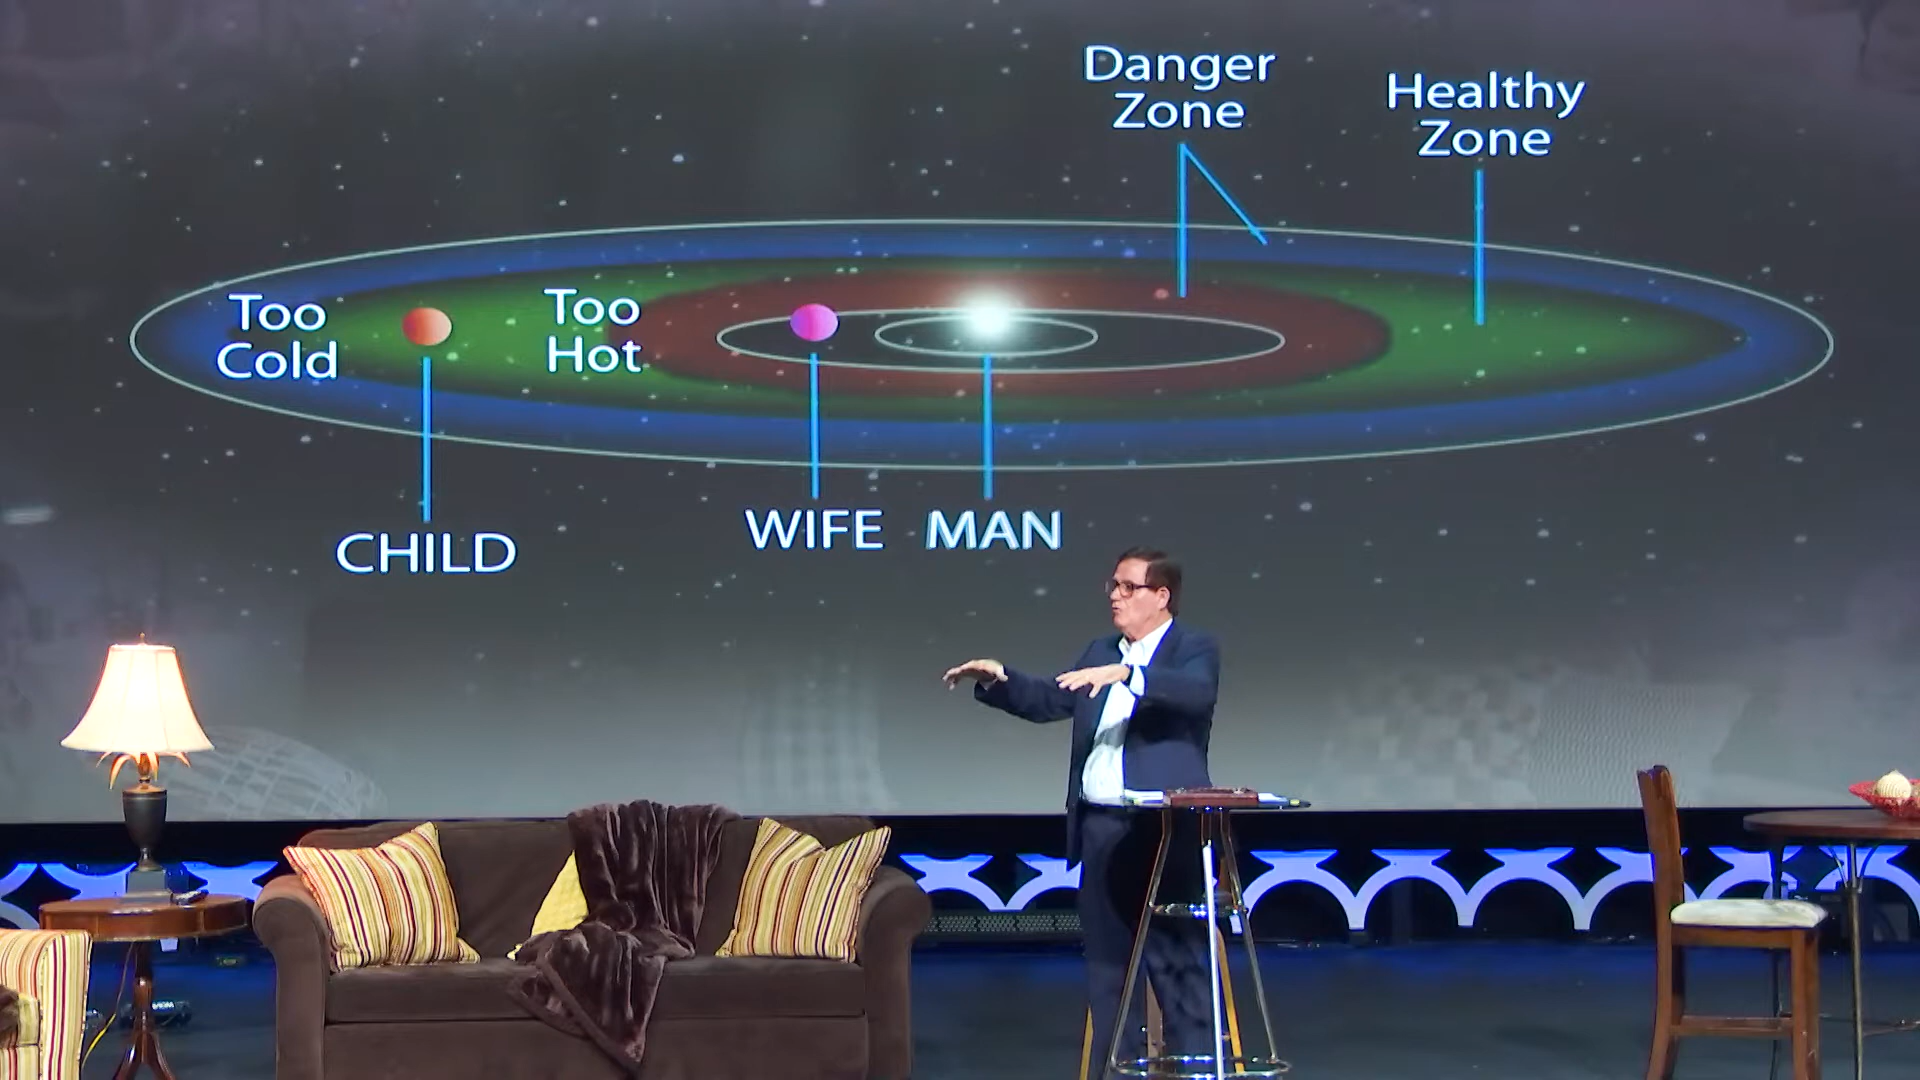 Danger
Zone
Healthy
Zone
Too
Cold
Too
Hot
CHILD
WIFE
MAN